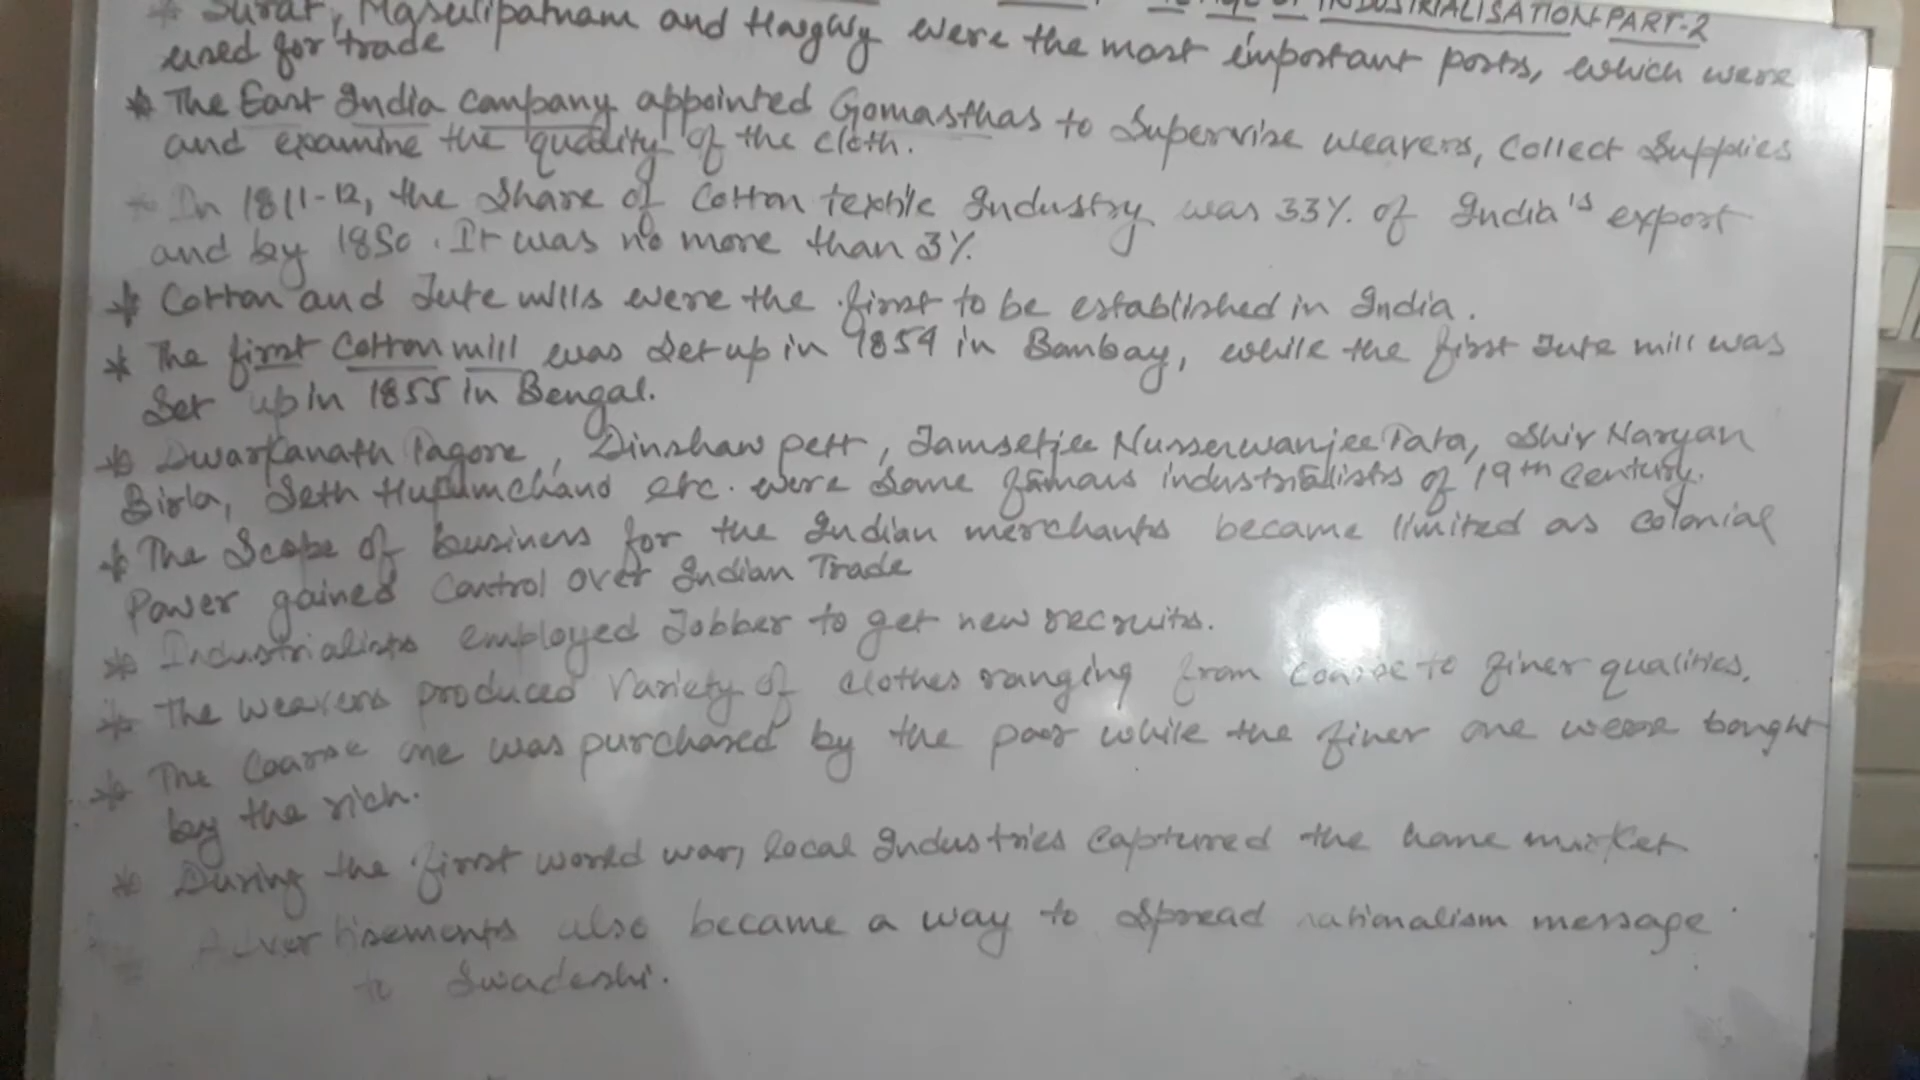 INDUSTRIALISATION PART-2
* Surat, Masulipatnam and Hooghly were the most important ports, which were
used for trade
* The East India company appointed Gomasthas to Supervise weavers, collect Supplies
and examine the quality of the cloth.
* In 1811-12, the share of Cotton textile Industry was 33% of India's export
and by 1850. It was no more than 3%.
* Cotton and Jute mills were the first to be established in India.
* The first Cotton mill was set up in 1854 in Bombay, while the first Jute mill was
Set up in 1855 in Bengal.
* Dwarkanath Tagore, Dinshaw pett, Jamsetjee Nusserwanjee Tata, Shiv Naryan
Birla, Seth Hukumchand etc. were some famous industrialists of 19th Century.
* The Scope of business for the Indian merchants became limited as colonial
Power gained Control over Indian Trade
* Industrialists employed Jobber to get new recruits.
* The weavers produced Variety of clothes ranging from coarse to finer qualities.
* The Coarse one was purchased by the poor while the finer one were bought
by the rich.
* During the first world war, local Industries Captured the home market
Advertisements also became a way to spread nationalism message
to Swadeshi.